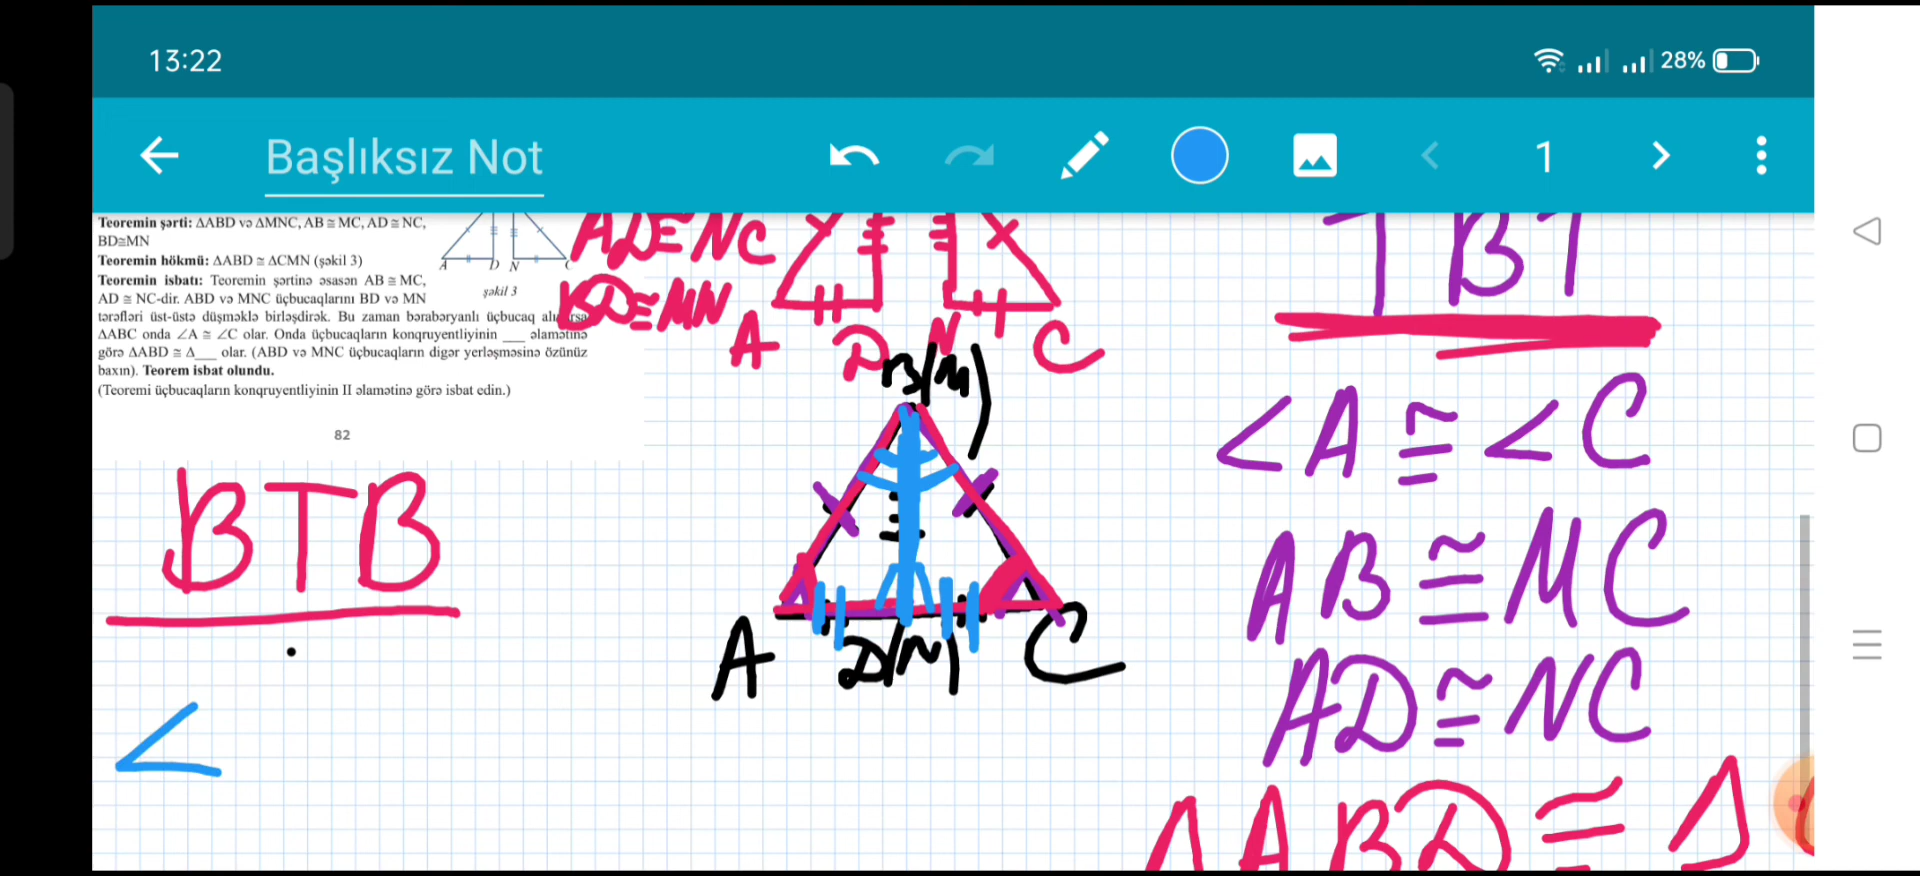 13:22
28%
Başlıksız Not
1
Teoremin şərti: ΔABD və ΔMNC, AB ≅ MC, AD ≅ NC,
BD≅MN
Teoremin hökmü: ΔABD ≅ ΔCMN (şəkil 3)
Teoremin isbatı: Teoremin şərtinə əsasən AB ≅ MC,
AD ≅ NC-dir. ABD və MNC üçbucaqlarını BD və MN
tərəfləri üst-üstə düşməklə birləşdirək. Bu zaman bərabəryanlı üçbucaq
ΔABC onda ∠A ≅ ∠C olar. Onda üçbucaqların konqruyentliyinin ___ əlamətinə
görə ΔABD ≅ Δ___ olar. (ABD və MNC üçbucaqların digər yerləşməsinə özünüz
baxın). Teorem isbat olundu.
(Teoremi üçbucaqların konqruyentliyinin II əlamətinə görə isbat edin.)
82
A D N C
şəkil 3
AD≅NC
BD≅MN
A D N C
B(M)
A D(N) C
BTB
∠
TBT
∠A ≅ ∠C
AB ≅ MC
AD ≅ NC
ΔABD ≅ Δ